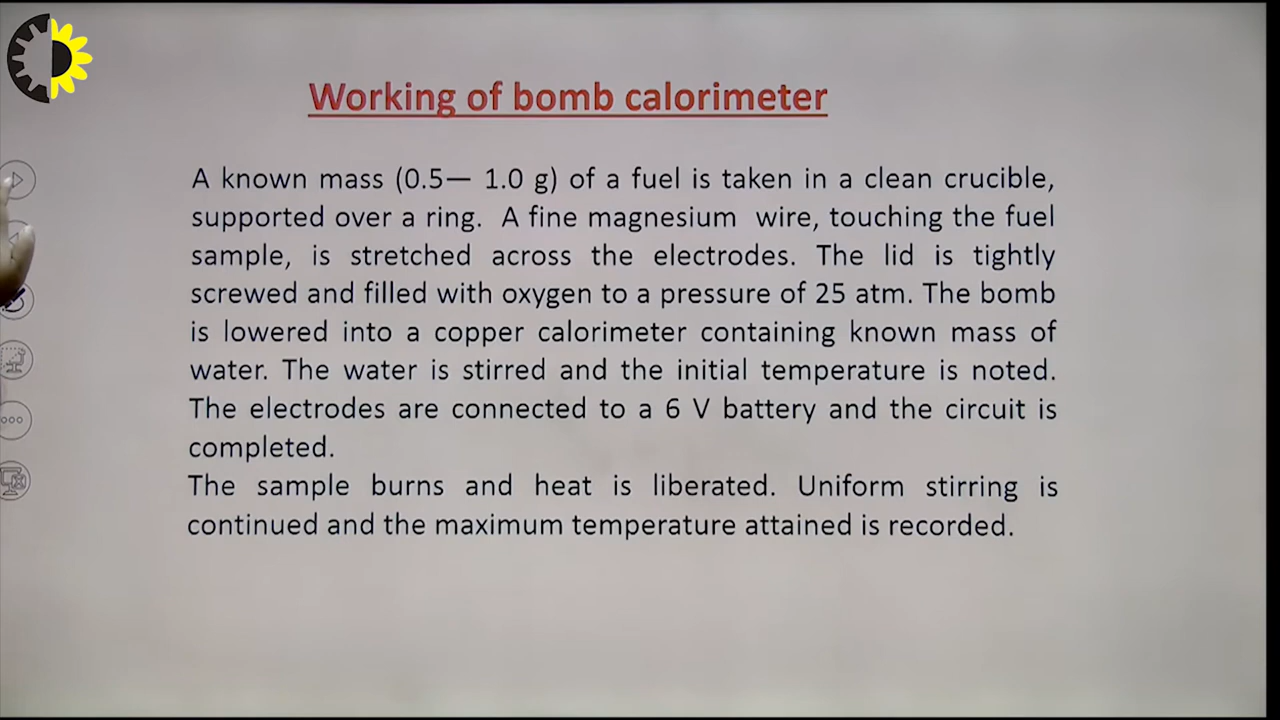 Working of bomb calorimeter
A known mass (0.5— 1.0 g) of a fuel is taken in a clean crucible,
supported over a ring. A fine magnesium wire, touching the fuel
sample, is stretched across the electrodes. The lid is tightly
screwed and filled with oxygen to a pressure of 25 atm. The bomb
is lowered into a copper calorimeter containing known mass of
water. The water is stirred and the initial temperature is noted.
The electrodes are connected to a 6 V battery and the circuit is
completed.
The sample burns and heat is liberated. Uniform stirring is
continued and the maximum temperature attained is recorded.